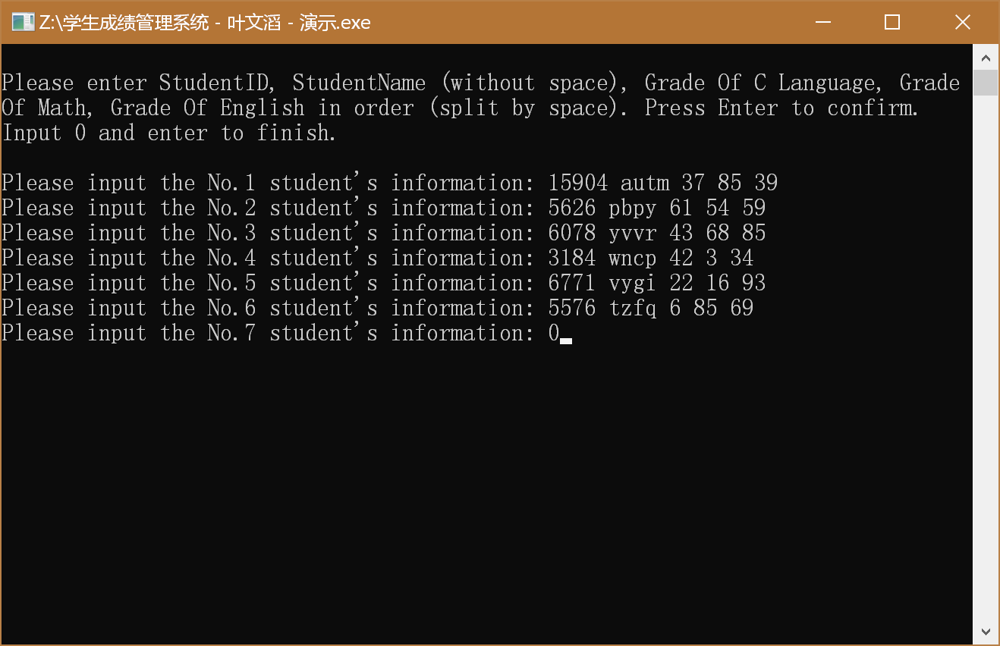 Z:\学生成绩管理系统 - 叶文滔 - 演示.exe
Please enter StudentID, StudentName (without space), Grade Of C Language, Grade
Of Math, Grade Of English in order (split by space). Press Enter to confirm.
Input 0 and enter to finish.
Please input the No.1 student's information: 15904 autm 37 85 39
Please input the No.2 student's information: 5626 pbpy 61 54 59
Please input the No.3 student's information: 6078 yvvr 43 68 85
Please input the No.4 student's information: 3184 wncp 42 3 34
Please input the No.5 student's information: 6771 vygi 22 16 93
Please input the No.6 student's information: 5576 tzfq 6 85 69
Please input the No.7 student's information: 0